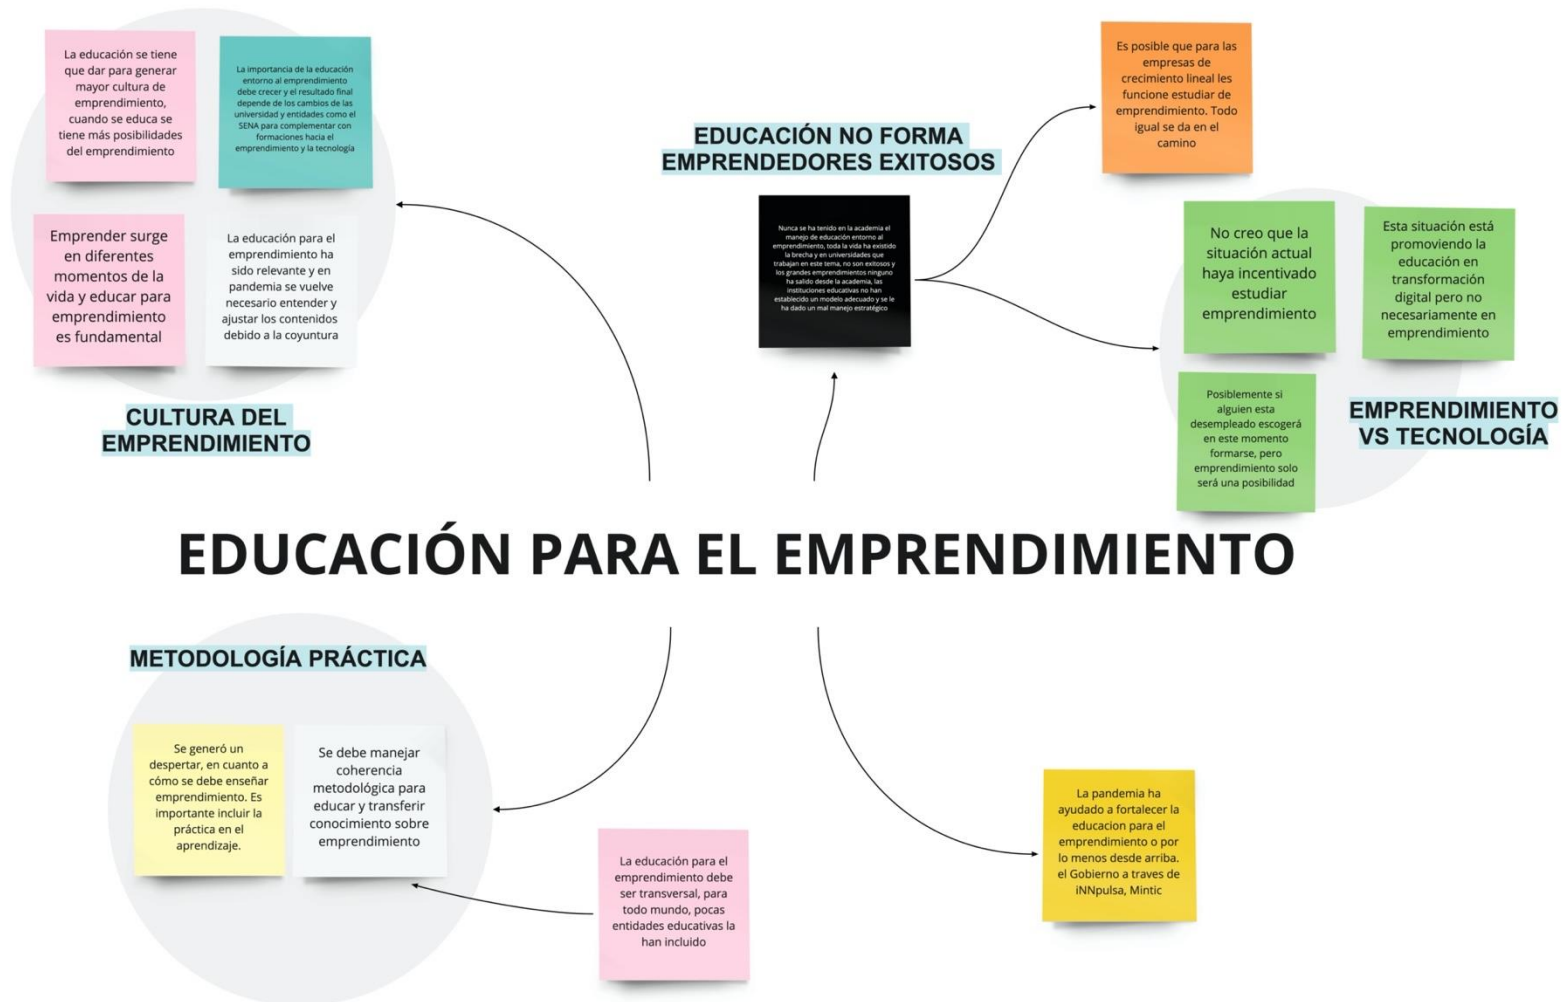 La educación se tiene
que dar para generar
mayor cultura de
emprendimiento,
cuando se educa se
tiene más posibilidades
del emprendimiento
La importancia de la educación
entorno al emprendimiento
debe crecer y el resultado final
depende de los cambios de las
universidad y entidades como el
SENA para complementar con
formaciones hacia el
emprendimiento y la tecnología
Emprender surge
en diferentes
momentos de la
vida y educar para
emprendimiento
es fundamental
La educación para el
emprendimiento ha
sido relevante y en
pandemia se vuelve
necesario entender y
ajustar los contenidos
debido a la coyuntura
CULTURA DEL
EMPRENDIMIENTO
EDUCACIÓN NO FORMA
EMPRENDEDORES EXITOSOS
Nunca se ha tenido en la academia el
manejo de educación entorno al
emprendimiento, toda la vida ha existido
la brecha y en universidades que
trabajan en este tema, no son exitosos y
los grandes emprendimientos ninguno
ha salido desde la academia, las
instituciones educativas no han
establecido un modelo adecuado y se le
ha dado un mal manejo estratégico
Es posible que para las
empresas de
crecimiento lineal les
funcione estudiar de
emprendimiento. Todo
igual se da en el
camino
No creo que la
situación actual
haya incentivado
estudiar
emprendimiento
Esta situación está
promoviendo la
educación en
transformación
digital pero no
necesariamente en
emprendimiento
Posiblemente si
alguien esta
desempleado escogerá
en este momento
formarse, pero
emprendimiento solo
será una posibilidad
EMPRENDIMIENTO
VS TECNOLOGÍA
EDUCACIÓN PARA EL EMPRENDIMIENTO
METODOLOGÍA PRÁCTICA
Se generó un
despertar, en cuanto a
cómo se debe enseñar
emprendimiento. Es
importante incluir la
práctica en el
aprendizaje.
Se debe manejar
coherencia
metodológica para
educar y transferir
conocimiento sobre
emprendimiento
La educación para el
emprendimiento debe
ser transversal, para
todo mundo, pocas
entidades educativas la
han incluido
La pandemia ha
ayudado a fortalecer la
educacion para el
emprendimiento o por
lo menos desde arriba.
el Gobierno a traves de
iNNpulsa, Mintic